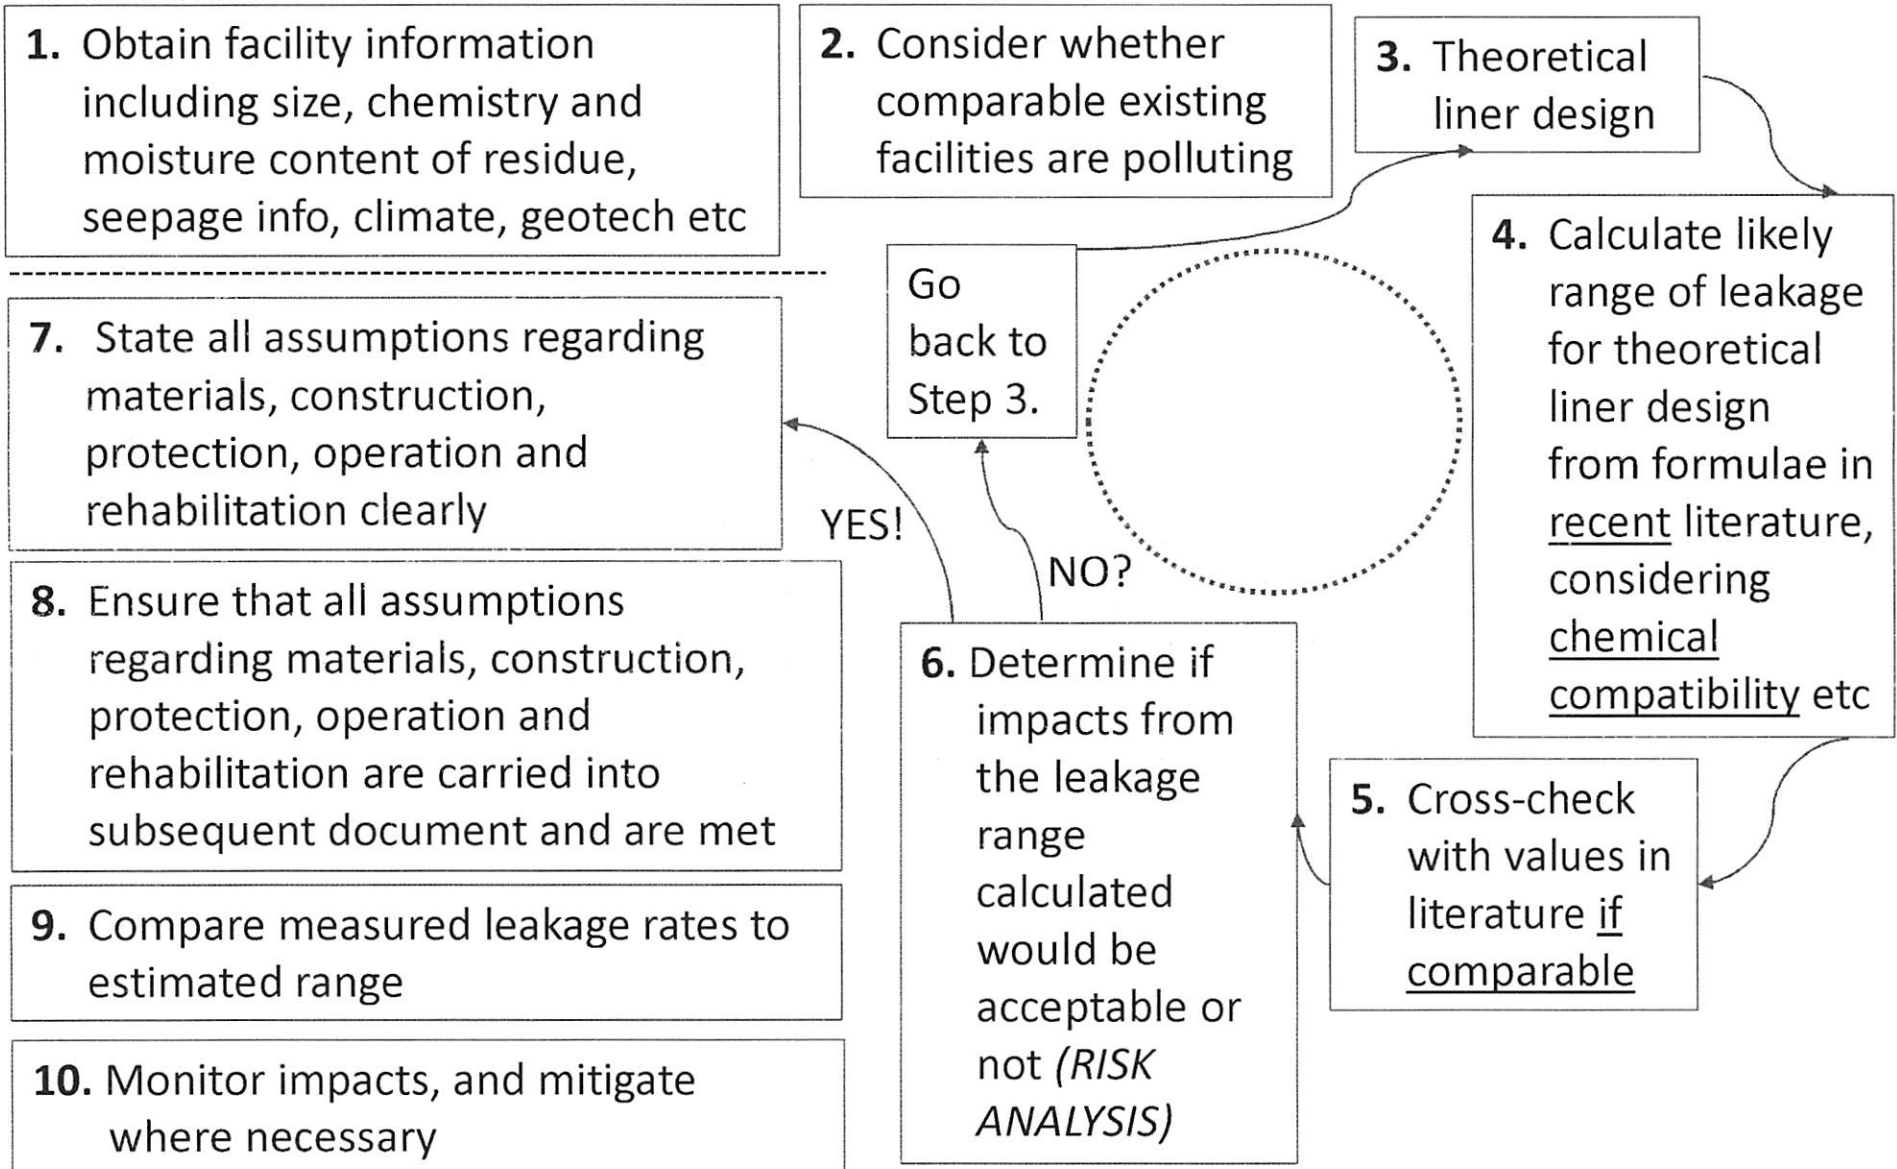 1. Obtain facility information
including size, chemistry and
moisture content of residue,
seepage info, climate, geotech etc
2. Consider whether
comparable existing
facilities are polluting
3. Theoretical
liner design
4. Calculate likely
range of leakage
for theoretical
liner design
from formulae in
recent literature,
considering
chemical
compatibility etc
5. Cross-check
with values in
literature if
comparable
6. Determine if
impacts from
the leakage
range
calculated
would be
acceptable or
not (RISK
ANALYSIS)
NO?
Go
back to
Step 3.
YES!
7. State all assumptions regarding
materials, construction,
protection, operation and
rehabilitation clearly
8. Ensure that all assumptions
regarding materials, construction,
protection, operation and
rehabilitation are carried into
subsequent document and are met
9. Compare measured leakage rates to
estimated range
10. Monitor impacts, and mitigate
where necessary